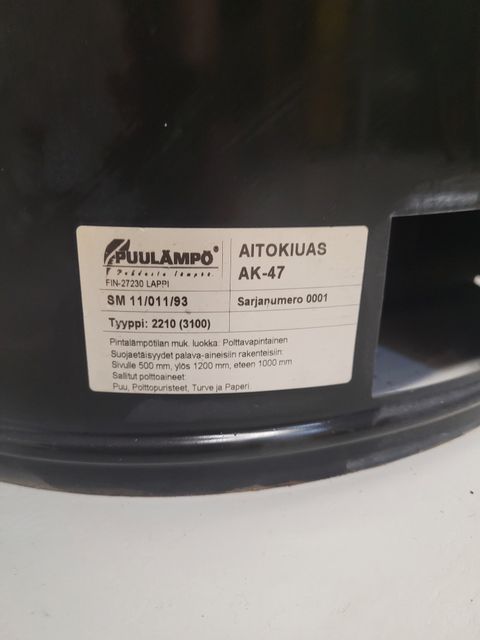 PUULÄMPÖ®
Puhdasta lämpöä.
FIN-27230 LAPPI
AITOKIUAS
AK-47
SM 11/011/93
Sarjanumero 0001
Tyyppi: 2210 (3100)
Pintalämpötilan muk. luokka: Polttavapintainen
Suojaetäisyydet palava-aineisiin rakenteisiin:
Sivulle 500 mm, ylös 1200 mm, eteen 1000 mm
Sallitut polttoaineet:
Puu, Polttopuristeet, Turve ja Paperi.